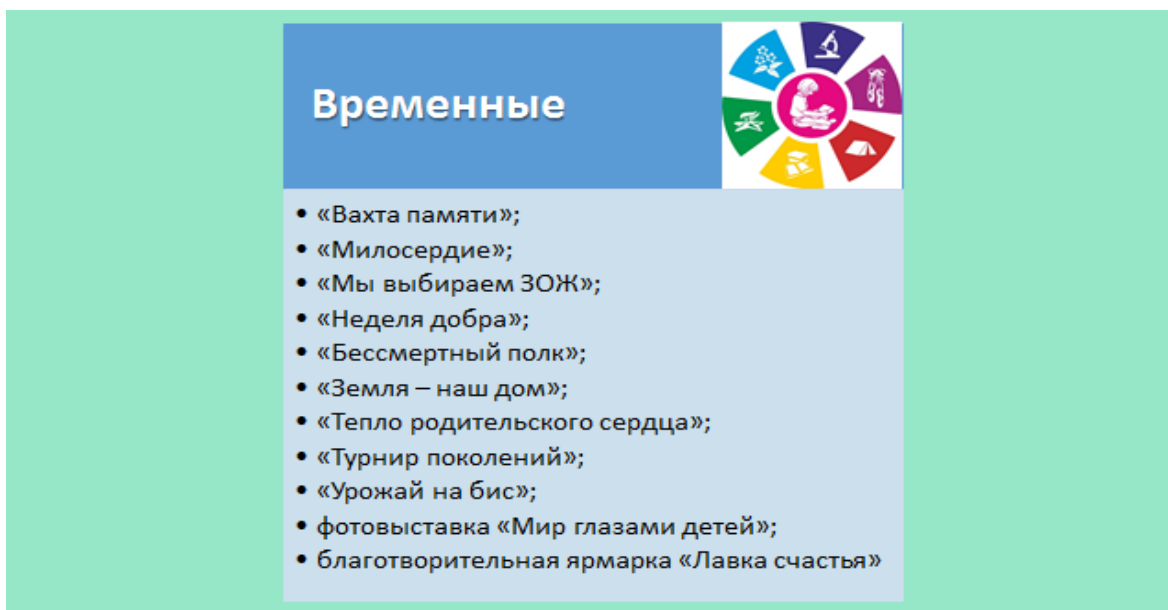 Временные
• «Вахта памяти»;
• «Милосердие»;
• «Мы выбираем ЗОЖ»;
• «Неделя добра»;
• «Бессмертный полк»;
• «Земля – наш дом»;
• «Тепло родительского сердца»;
• «Турнир поколений»;
• «Урожай на бис»;
• фотовыставка «Мир глазами детей»;
• благотворительная ярмарка «Лавка счастья»